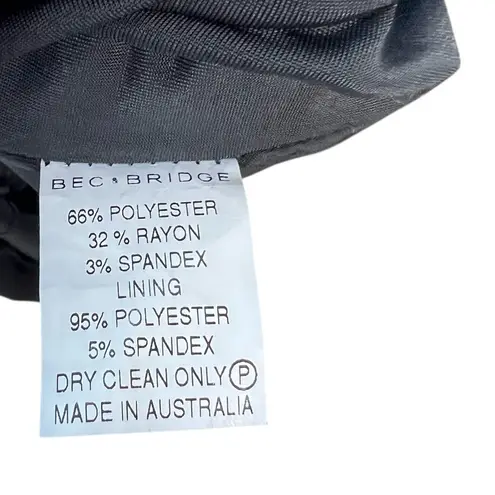 BEC & BRIDGE
66% POLYESTER
32 % RAYON
3% SPANDEX
LINING
95% POLYESTER
5% SPANDEX
DRY CLEAN ONLY Ⓟ
MADE IN AUSTRALIA